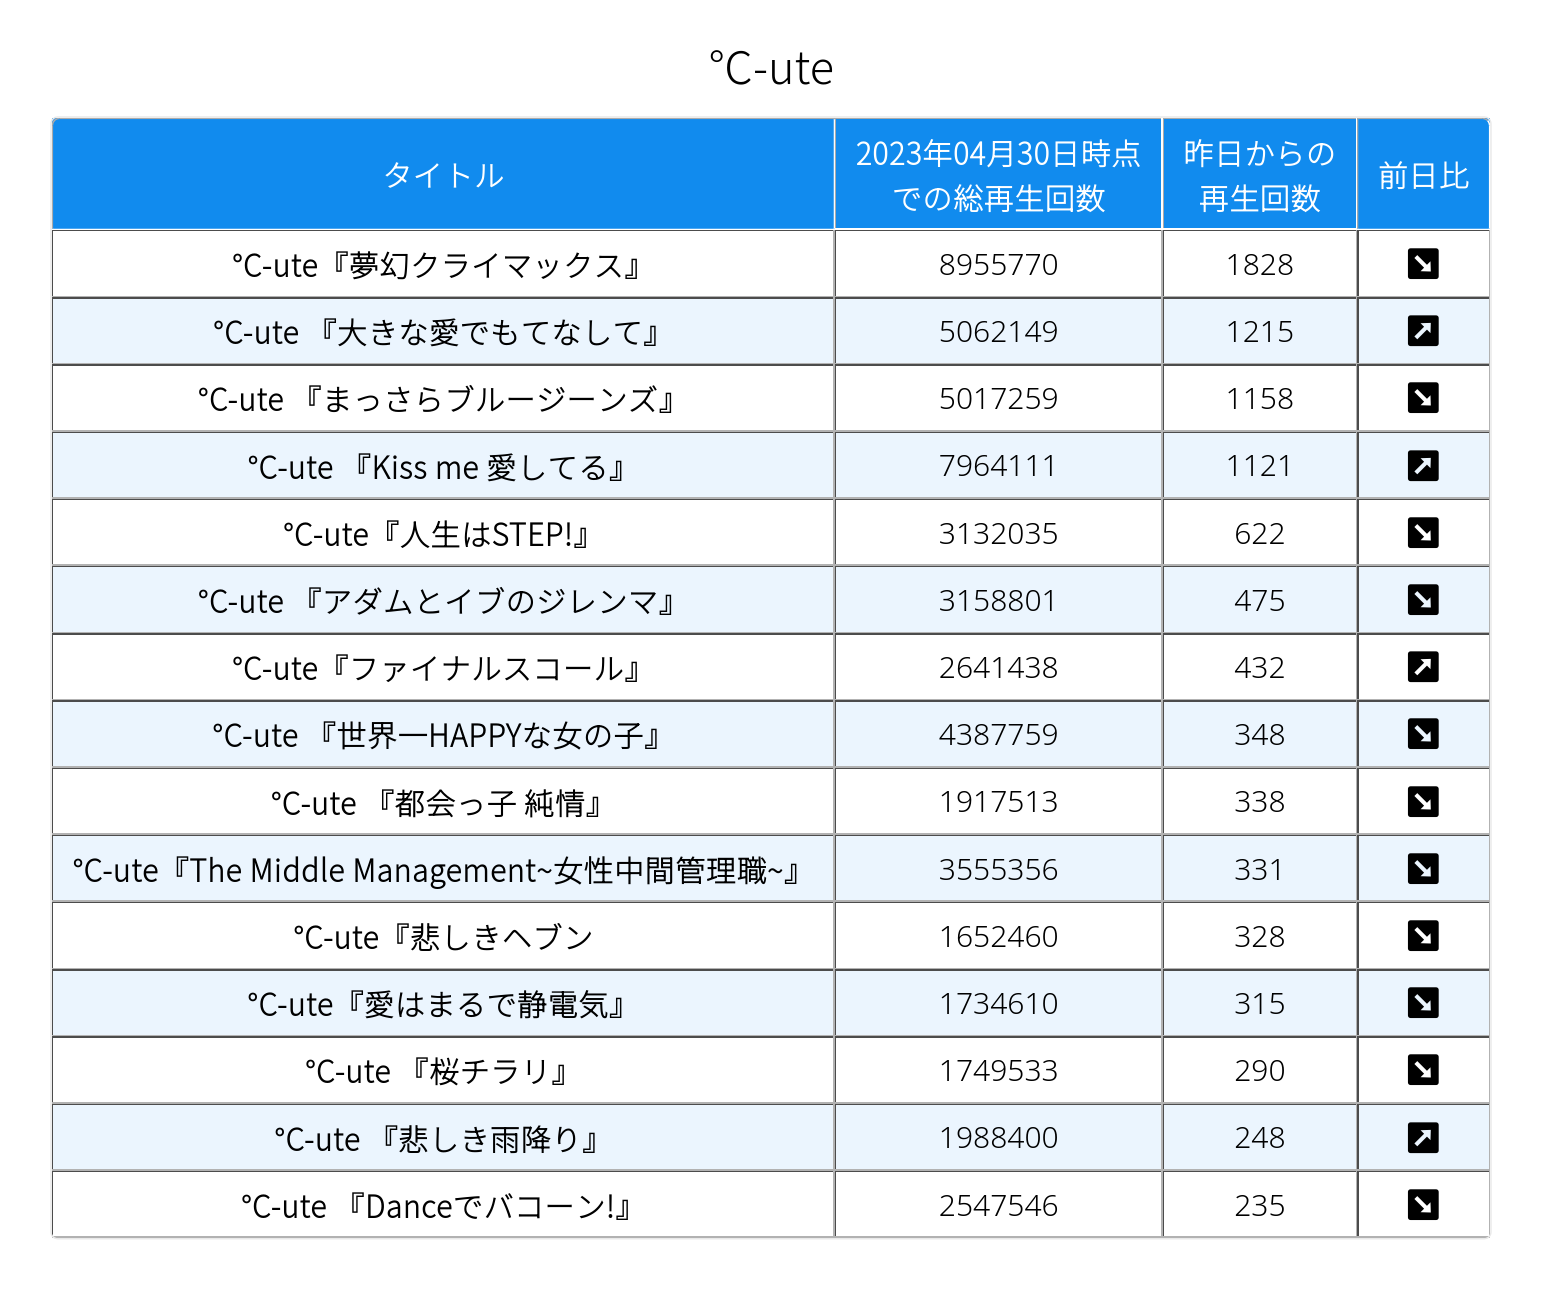 ℃-ute
タイトル
2023年04月30日時点
での総再生回数
昨日からの
再生回数
前日比
℃-ute『夢幻クライマックス』 8955770 1828 ↘
℃-ute 『大きな愛でもてなして』 5062149 1215 ↗
℃-ute 『まっさらブルージーンズ』 5017259 1158 ↘
℃-ute 『Kiss me 愛してる』 7964111 1121 ↗
℃-ute『人生はSTEP!』 3132035 622 ↘
℃-ute 『アダムとイブのジレンマ』 3158801 475 ↘
℃-ute『ファイナルスコール』 2641438 432 ↗
℃-ute 『世界一HAPPYな女の子』 4387759 348 ↘
℃-ute 『都会っ子 純情』 1917513 338 ↘
℃-ute『The Middle Management~女性中間管理職~』 3555356 331 ↘
℃-ute『悲しきヘブン 1652460 328 ↘
℃-ute『愛はまるで静電気』 1734610 315 ↘
℃-ute 『桜チラリ』 1749533 290 ↘
℃-ute 『悲しき雨降り』 1988400 248 ↗
℃-ute 『Danceでバコーン!』 2547546 235 ↘